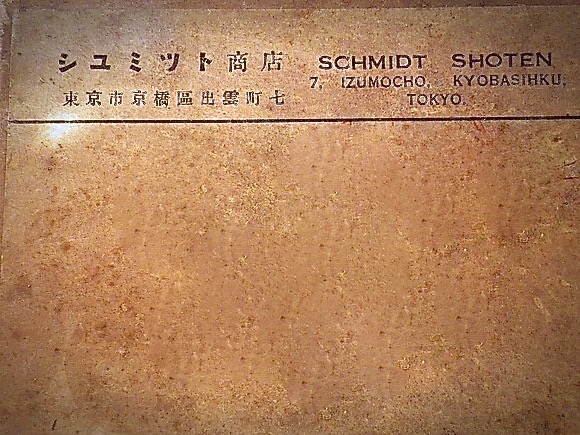 シユミツト商店
東京市京橋區出雲町七
SCHMIDT SHOTEN
7, IZUMOCHO, KYOBASIHKU,
TOKYO.